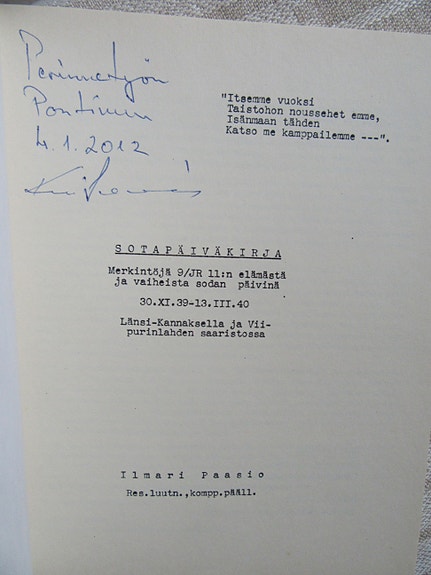 Perinnetyön
4.1.2012
"Itsemme vuoksi
Taistohon noussehet emme,
Isänmaan tähden
Katso me kamppailemme ---".
SOTAPÄIVÄKIRJA
Merkintöjä 9/JR 11:n elämästä
ja vaiheista sodan päivinä
30.XI.39-13.III.40
Länsi-Kannaksella ja Vii-
purinlahden saaristossa
Ilmari Paasio
Res.luutn.,kompp.pääll.